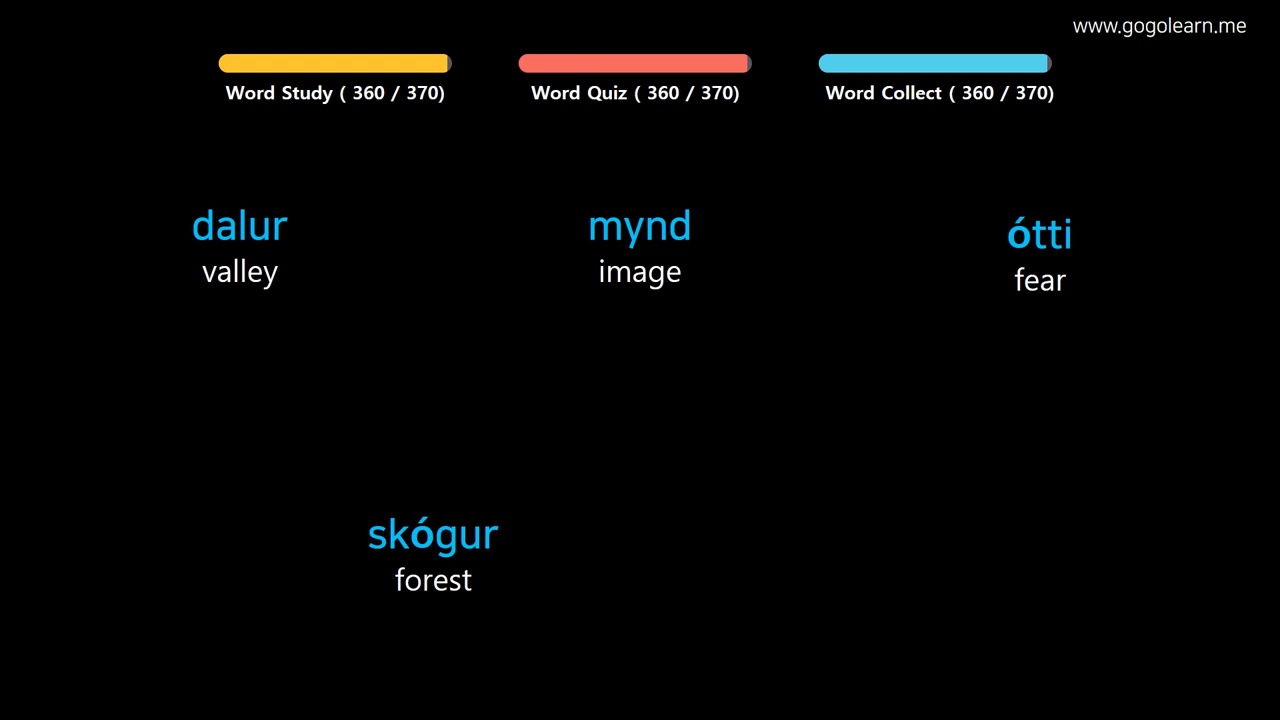 www.gogolearn.me
Word Study ( 360 / 370)
Word Quiz ( 360 / 370)
Word Collect ( 360 / 370)
dalur
valley
mynd
image
ótti
fear
skógur
forest